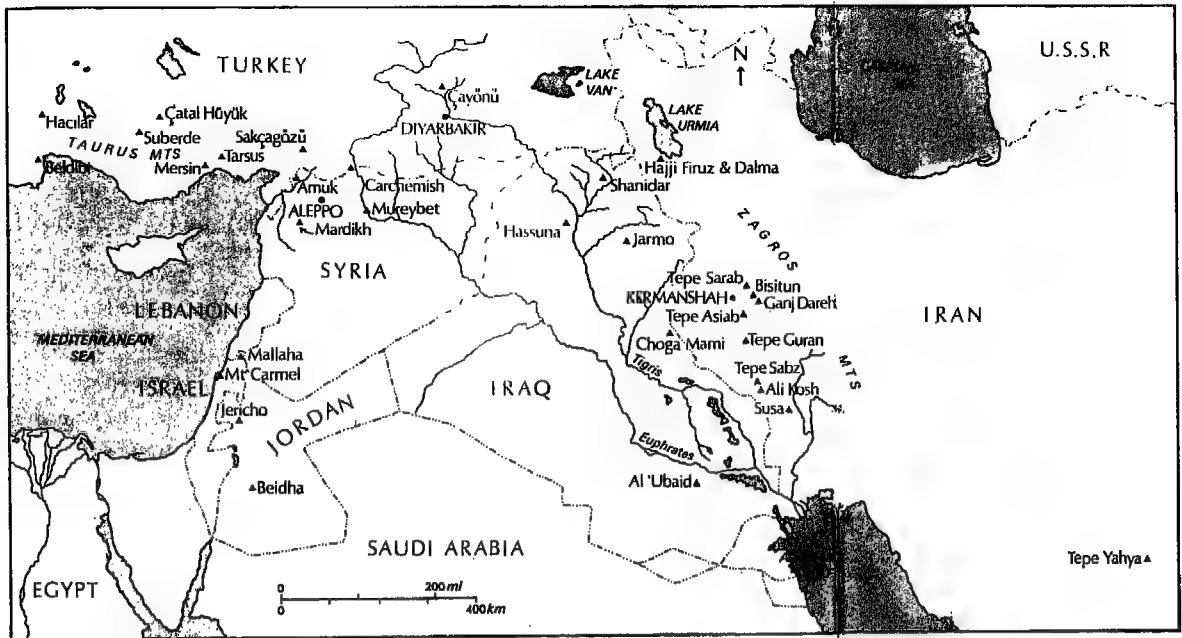 U.S.S.R
TURKEY
N
LAKE
VAN
CASPIAN
SEA
LAKE
URMIA
Hacılar
Çatal Hüyük
Suberde
TAURUS MTS
Beldibi
Sakçagözü
Tarsus
Mersin
Çayönü
DIYARBAKIR
Hajji Firuz & Dalma
Shanidar
Amuk
Carchemish
ALEPPO
Mureybet
Mardikh
Hassuna
Jarmo
ZAGROS
SYRIA
Tepe Sarab
Bisitun
KERMANSHAH
Ganj Dareh
Tepe Asiab
LEBANON
IRAN
MEDITERRANEAN
SEA
Choga Mami
Tepe Guran
Mallaha
Tigris
MTS
Mt Carmel
ISRAEL
IRAQ
Tepe Sabz
Ali Kosh
Susa
Jericho
JORDAN
Euphrates
Al 'Ubaid
Beidha
SAUDI ARABIA
Tepe Yahya
EGYPT
0 200 ml
0 400 km